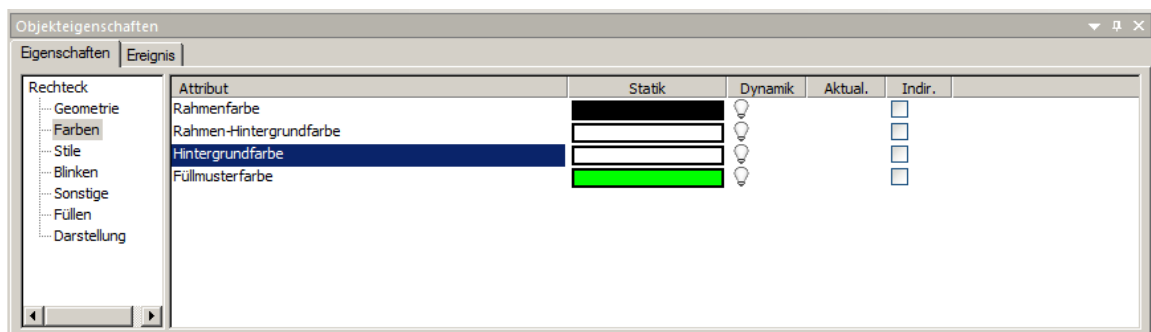 Objekteigenschaften
Eigenschaften Ereignis
Rechteck
Geometrie
Farben
Stile
Blinken
Sonstige
Füllen
Darstellung
Attribut Statik Dynamik Aktual. Indir.
Rahmenfarbe
Rahmen-Hintergrundfarbe
Hintergrundfarbe
Füllmusterfarbe